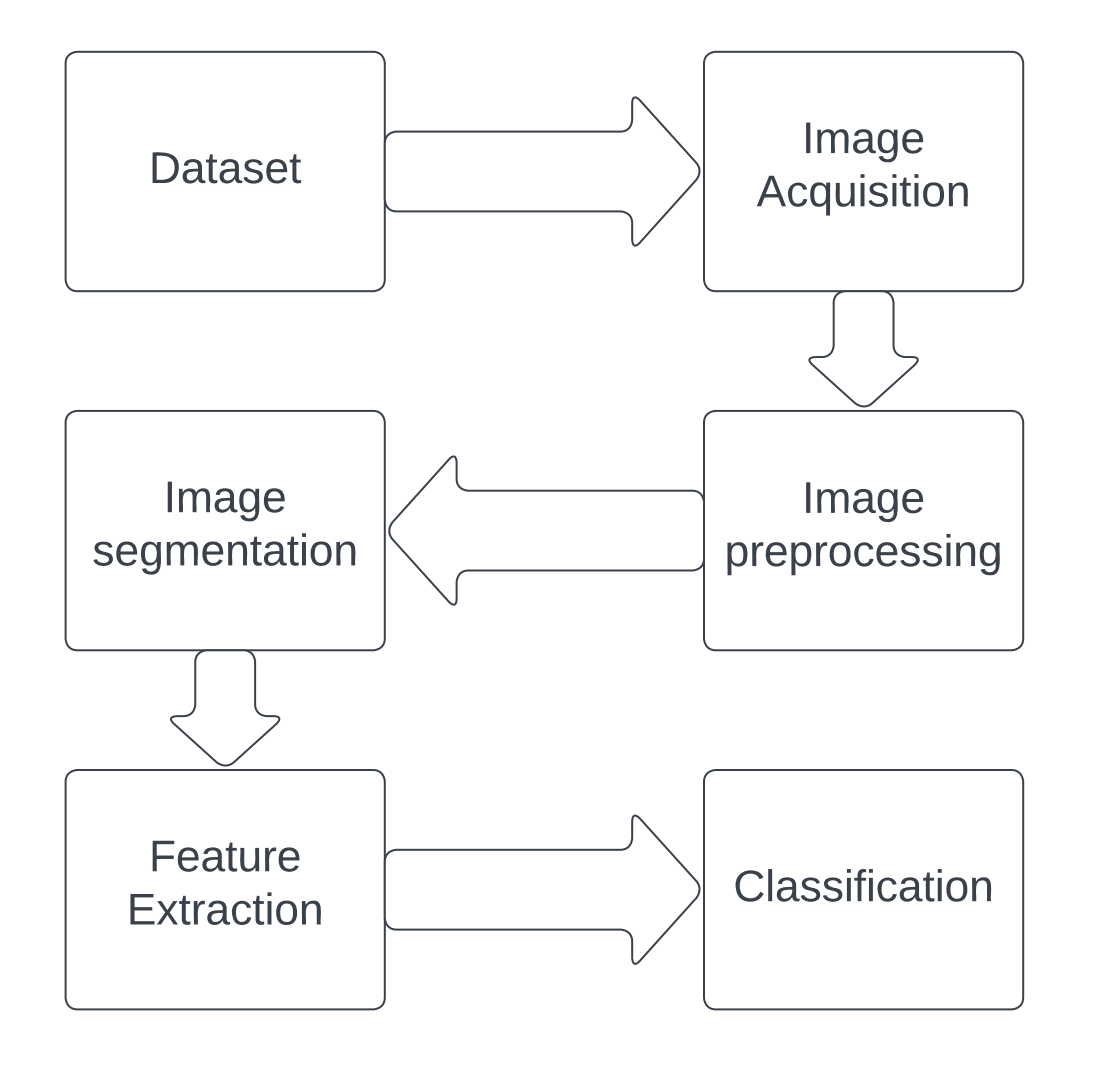 Dataset
Image
Acquisition
Image
preprocessing
Image
segmentation
Feature
Extraction
Classification